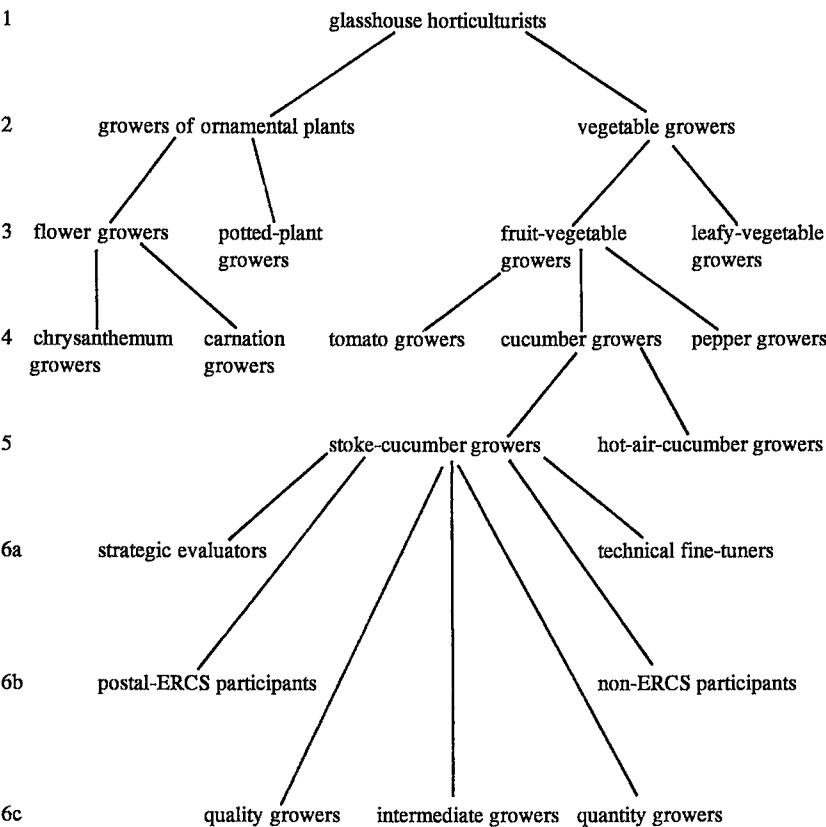 1 glasshouse horticulturists
2 growers of ornamental plants vegetable growers
3 flower growers potted-plant fruit-vegetable leafy-vegetable
growers growers growers
4 chrysanthemum carnation tomato growers cucumber growers pepper growers
growers growers
5 stoke-cucumber growers hot-air-cucumber growers
6a strategic evaluators technical fine-tuners
6b postal-ERCS participants non-ERCS participants
6c quality growers intermediate growers quantity growers